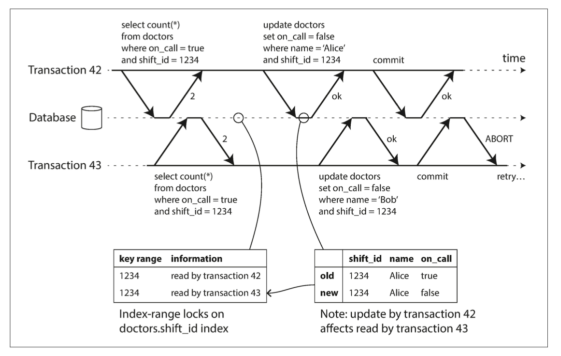 select count(*)
from doctors
where on_call = true
and shift_id = 1234
update doctors
set on_call = false
where name = 'Alice'
and shift_id = 1234
commit
time
Transaction 42
2
ok
ok
Database
2
ok
ABORT
Transaction 43
select count(*)
from doctors
where on_call = true
and shift_id = 1234
update doctors
set on_call = false
where name = 'Bob'
and shift_id = 1234
commit
retry…
key range information
1234 read by transaction 42
1234 read by transaction 43
Index-range locks on
doctors.shift_id index
shift_id name on_call
old 1234 Alice true
new 1234 Alice false
Note: update by transaction 42
affects read by transaction 43